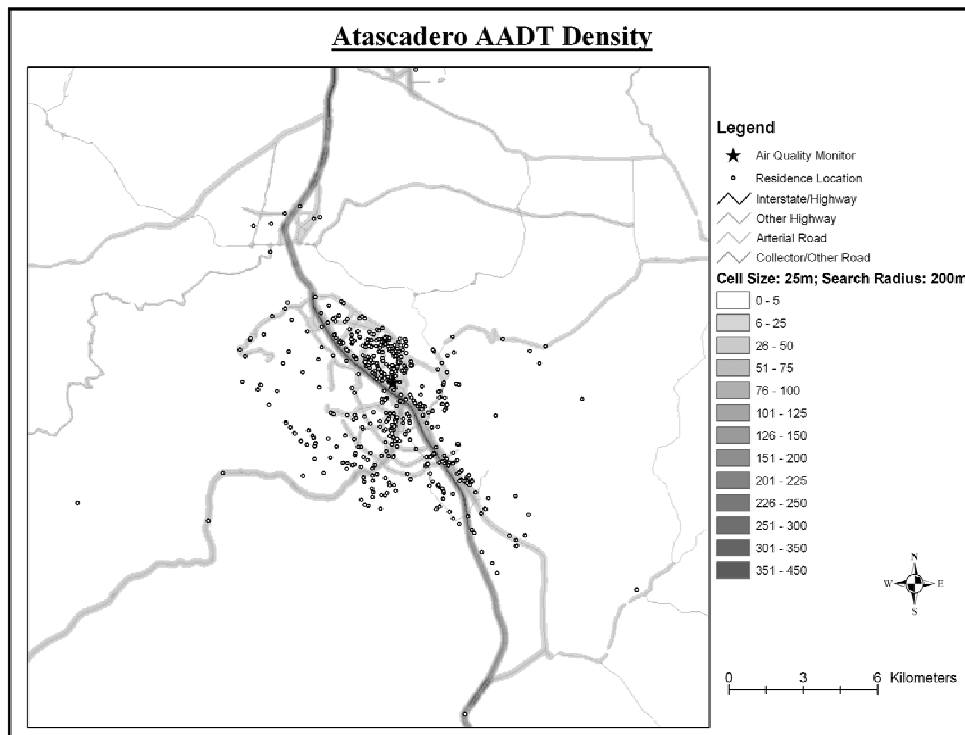 Atascadero AADT Density
Legend
Air Quality Monitor
Residence Location
Interstate/Highway
Other Highway
Arterial Road
Collector/Other Road
Cell Size: 25m; Search Radius: 200m
0 - 5
6 - 25
26 - 50
51 - 75
76 - 100
101 - 125
126 - 150
151 - 200
201 - 225
226 - 250
251 - 300
301 - 350
351 - 450
N
W E
S
0 3 6 Kilometers